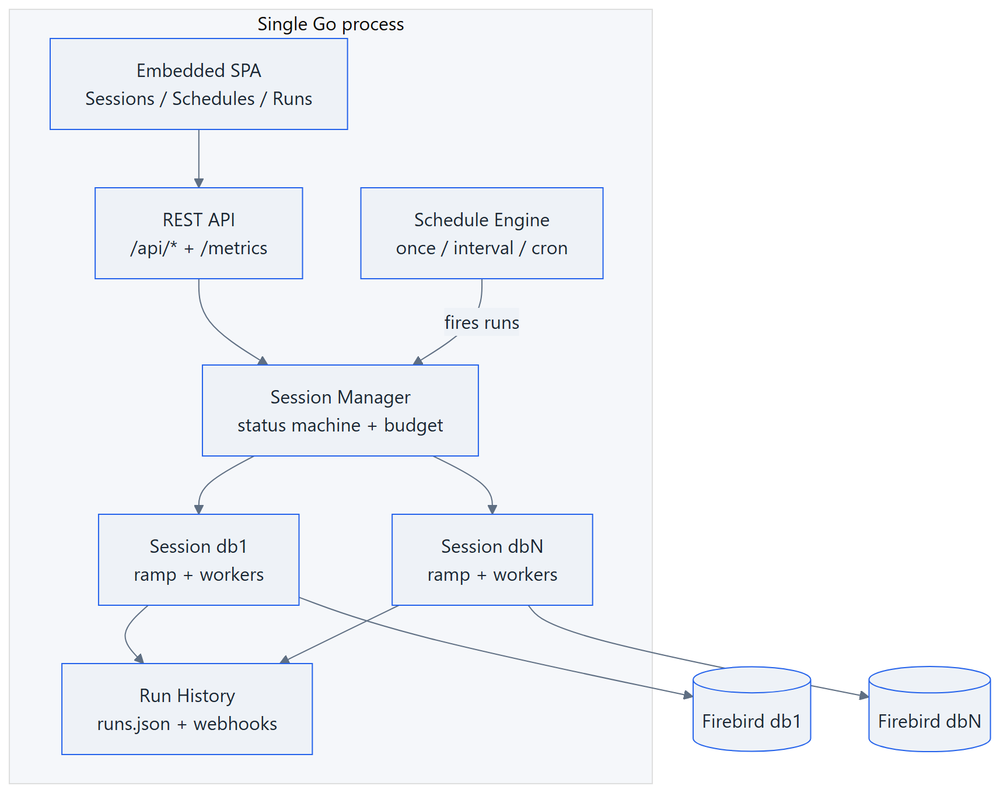 Single Go process
Embedded SPA
Sessions / Schedules / Runs
REST API
/api/* + /metrics
Schedule Engine
once / interval / cron
fires runs
Session Manager
status machine + budget
Session db1
ramp + workers
Session dbN
ramp + workers
Run History
runs.json + webhooks
Firebird db1
Firebird dbN